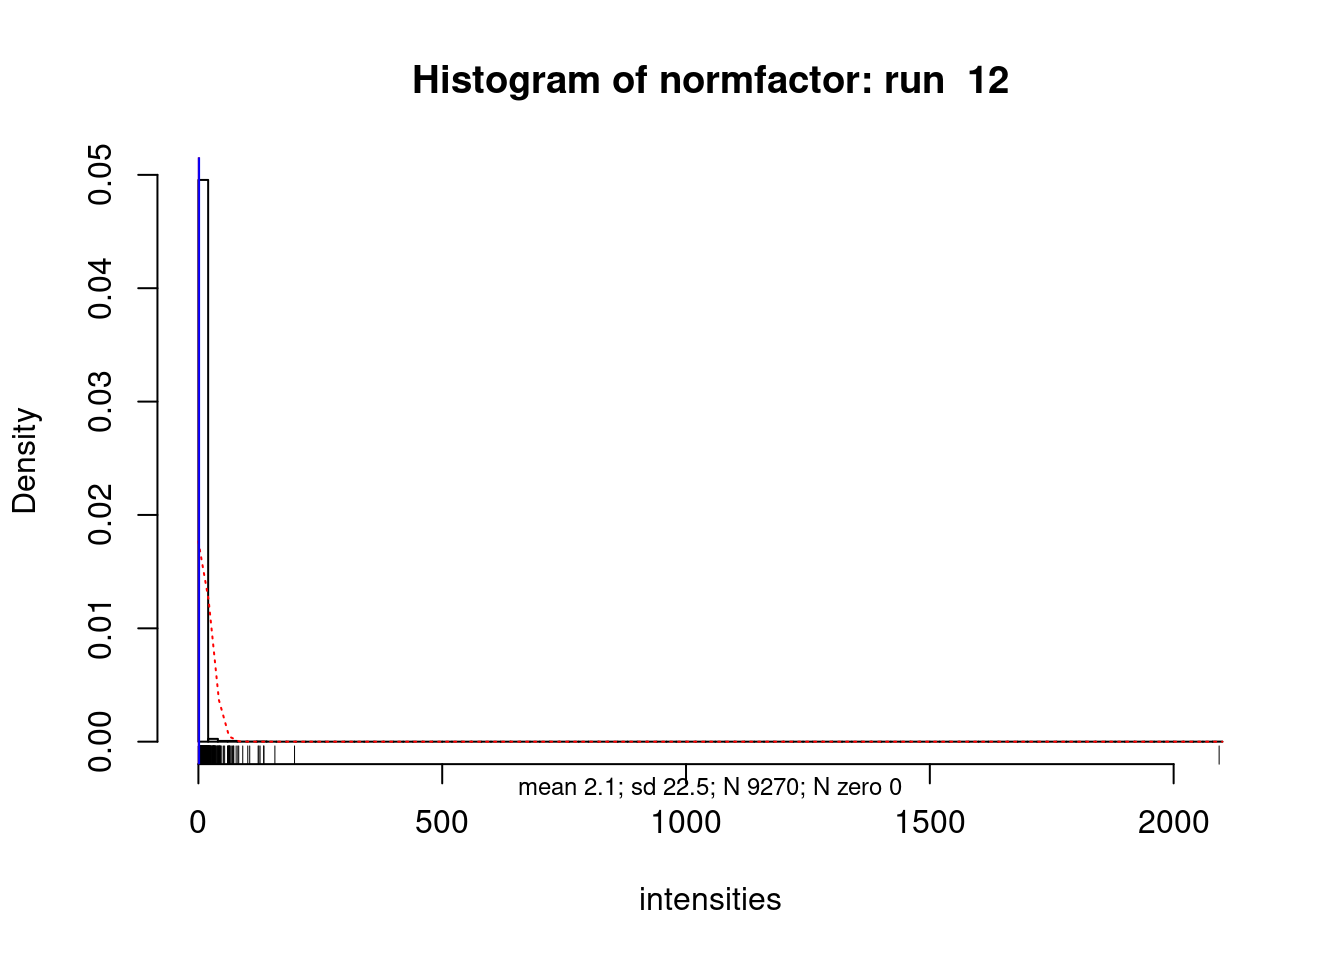 Histogram of normfactor: run  12
Density
0.05
0.04
0.03
0.02
0.01
0.00
mean 2.1; sd 22.5; N 9270; N zero 0
0 500 1000 1500 2000
intensities